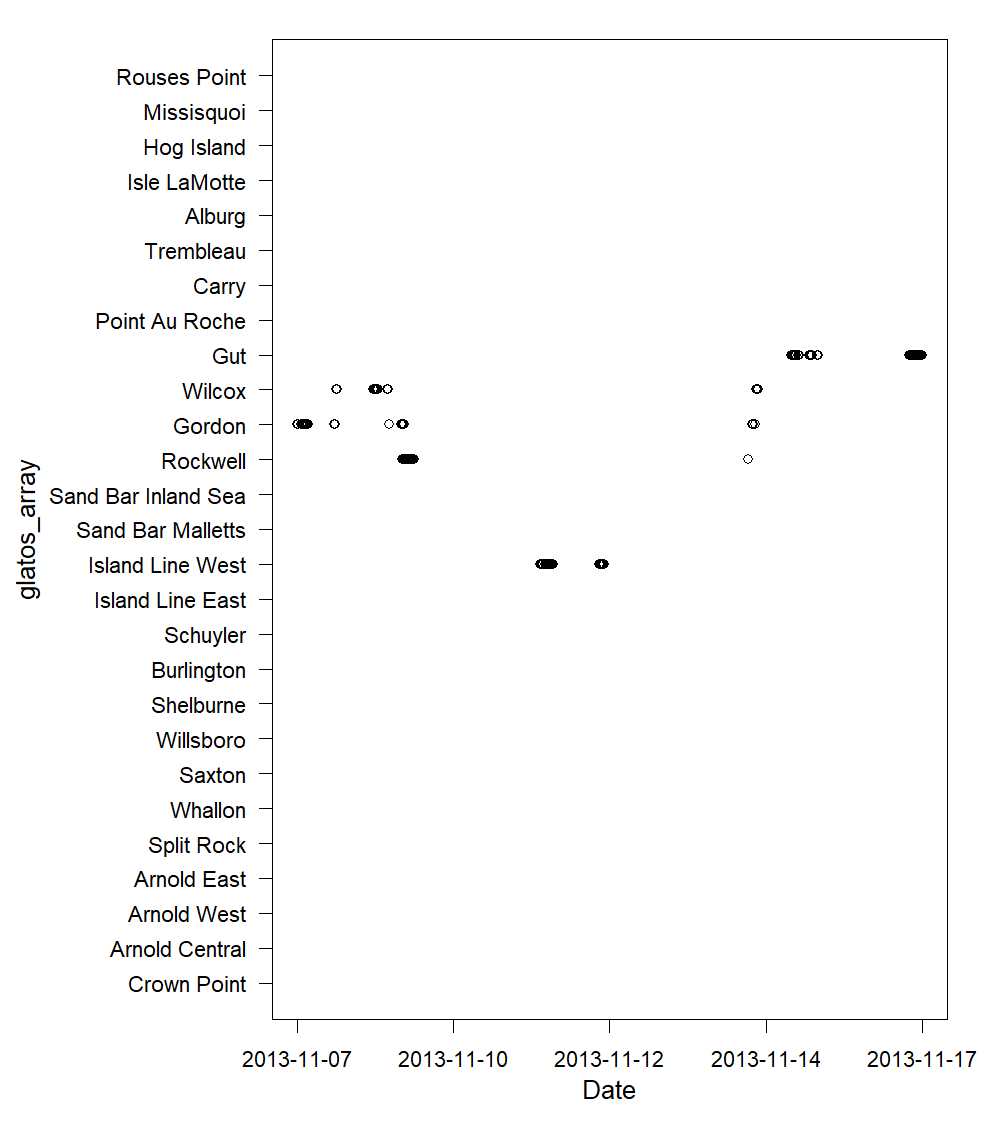 Rouses Point
Missisquoi
Hog Island
Isle LaMotte
Alburg
Trembleau
Carry
Point Au Roche
Gut
Wilcox
Gordon
Rockwell
Sand Bar Inland Sea
Sand Bar Malletts
Island Line West
Island Line East
Schuyler
Burlington
Shelburne
Willsboro
Saxton
Whallon
Split Rock
Arnold East
Arnold West
Arnold Central
Crown Point
glatos_array
2013-11-07 2013-11-10 2013-11-12 2013-11-14 2013-11-17
Date